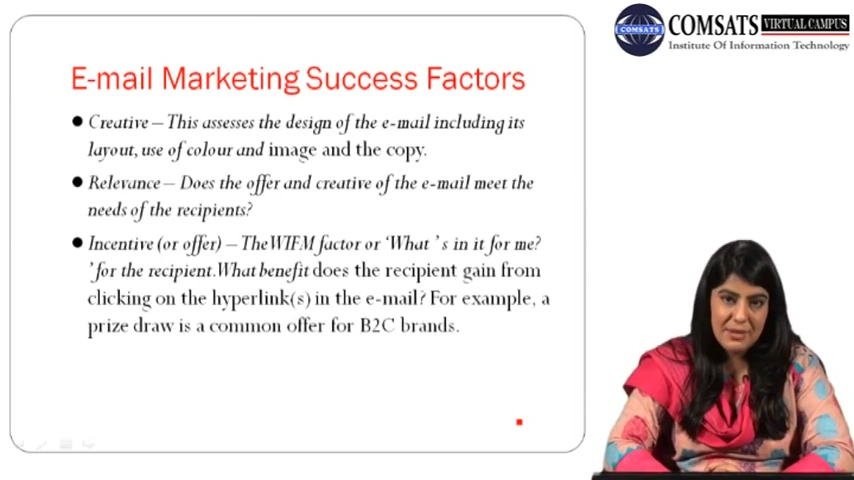 COMSATS VIRTUAL CAMPUS
Institute Of Information Technology
COMSATS
E-mail Marketing Success Factors
● Creative – This assesses the design of the e-mail including its
layout, use of colour and image and the copy.
● Relevance – Does the offer and creative of the e-mail meet the
needs of the recipients?
● Incentive (or offer) – The WIFM factor or ‘What ’s in it for me?
’for the recipient. What benefit does the recipient gain from
clicking on the hyperlink(s) in the e-mail? For example, a
prize draw is a common offer for B2C brands.